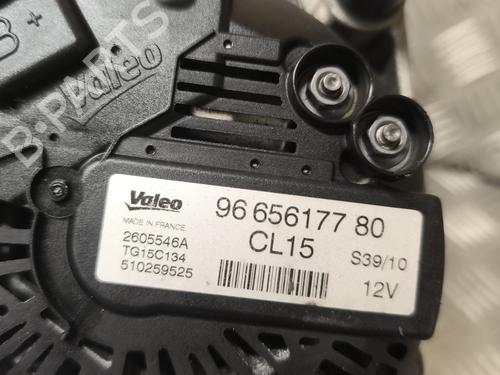 B+
Valeo
B-PARTS
Valeo
MADE IN FRANCE
2605546A
TG15C134
510259525
96 656177 80
CL15
S39/10
12V